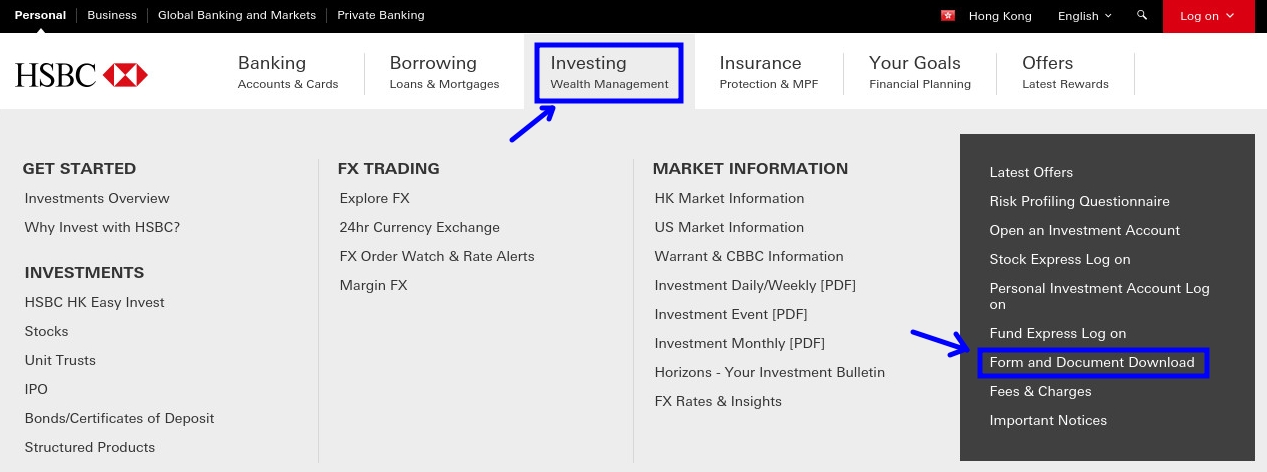 Personal
Business
Global Banking and Markets
Private Banking
Hong Kong
English
Log on
HSBC
Banking
Accounts & Cards
Borrowing
Loans & Mortgages
Investing
Wealth Management
Insurance
Protection & MPF
Your Goals
Financial Planning
Offers
Latest Rewards
GET STARTED
Investments Overview
Why Invest with HSBC?
INVESTMENTS
HSBC HK Easy Invest
Stocks
Unit Trusts
IPO
Bonds/Certificates of Deposit
Structured Products
FX TRADING
Explore FX
24hr Currency Exchange
FX Order Watch & Rate Alerts
Margin FX
MARKET INFORMATION
HK Market Information
US Market Information
Warrant & CBBC Information
Investment Daily/Weekly [PDF]
Investment Event [PDF]
Investment Monthly [PDF]
Horizons - Your Investment Bulletin
FX Rates & Insights
Latest Offers
Risk Profiling Questionnaire
Open an Investment Account
Stock Express Log on
Personal Investment Account Log
on
Fund Express Log on
Form and Document Download
Fees & Charges
Important Notices